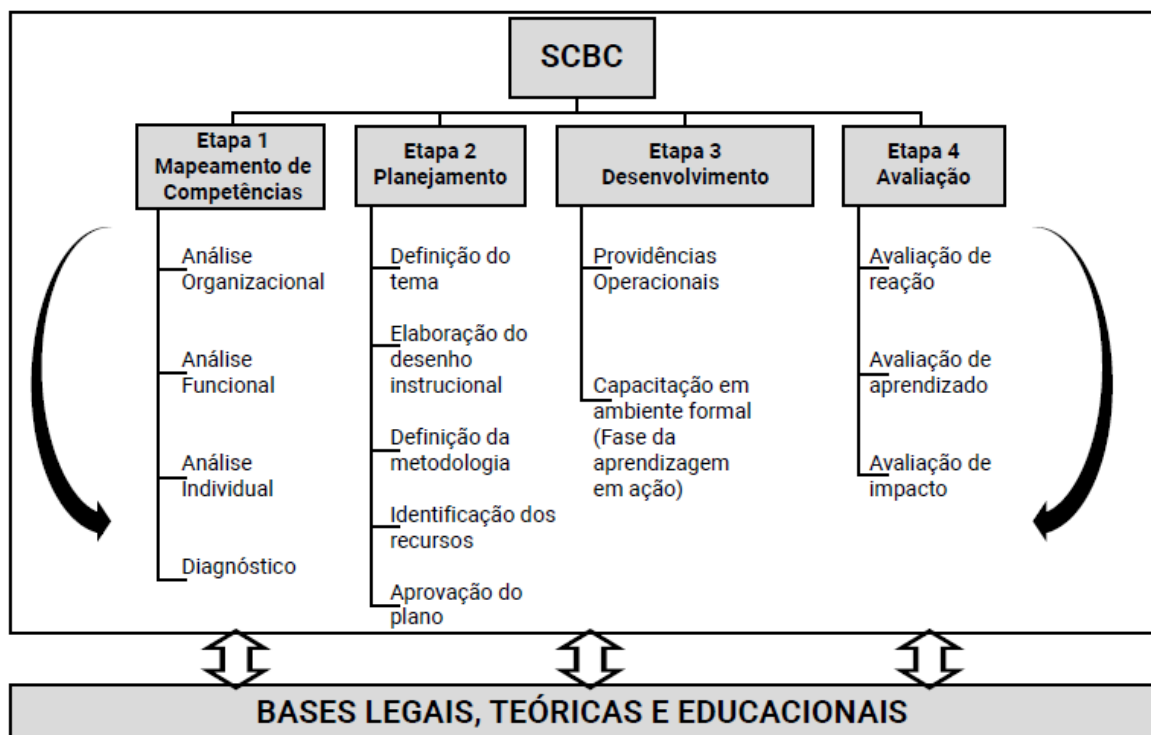 SCBC
Etapa 1
Mapeamento de
Competências
Análise
Organizacional
Análise
Funcional
Análise
Individual
Diagnóstico
Etapa 2
Planejamento
Definição do
tema
Elaboração do
desenho
instrucional
Definição da
metodologia
Identificação dos
recursos
Aprovação do
plano
Etapa 3
Desenvolvimento
Providências
Operacionais
Capacitação em
ambiente formal
(Fase da
aprendizagem
em ação)
Etapa 4
Avaliação
Avaliação de
reação
Avaliação de
aprendizado
Avaliação de
impacto
BASES LEGAIS, TEÓRICAS E EDUCACIONAIS